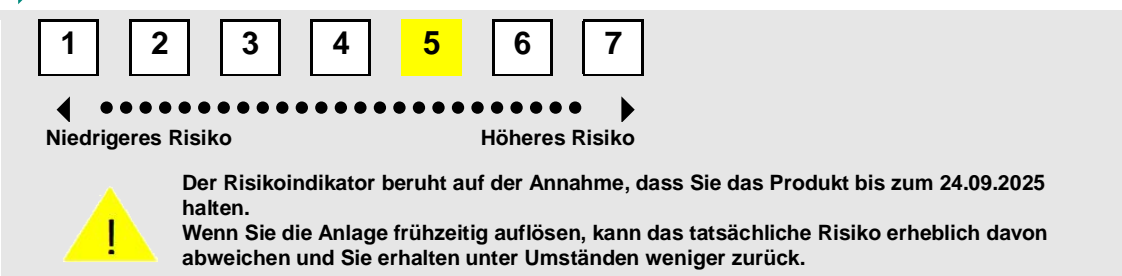 1 2 3 4 5 6 7
Niedrigeres Risiko Höheres Risiko
Der Risikoindikator beruht auf der Annahme, dass Sie das Produkt bis zum 24.09.2025
halten.
! Wenn Sie die Anlage frühzeitig auflösen, kann das tatsächliche Risiko erheblich davon
abweichen und Sie erhalten unter Umständen weniger zurück.